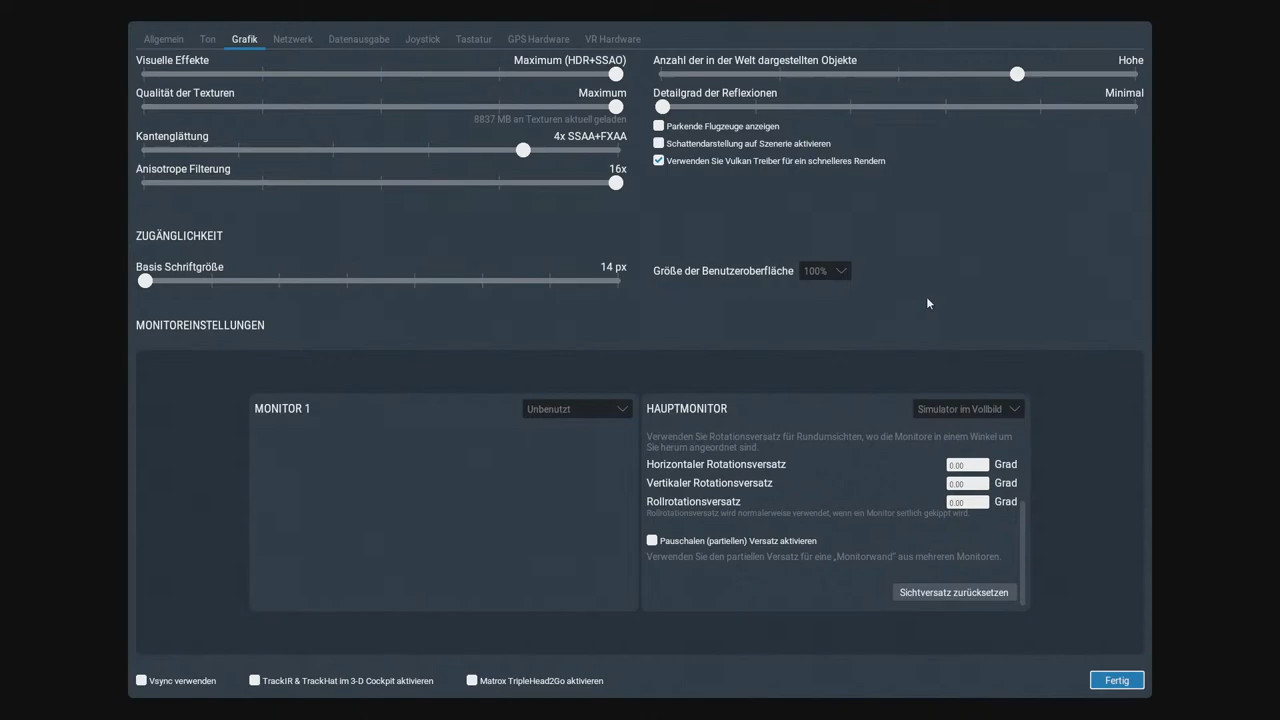 Allgemein Ton Grafik Netzwerk Datenausgabe Joystick Tastatur GPS Hardware VR Hardware
Visuelle Effekte Maximum (HDR+SSAO)
Qualität der Texturen Maximum
8837 MB an Texturen aktuell geladen
Kantenglättung 4x SSAA+FXAA
Anisotrope Filterung 16x
Anzahl der in der Welt dargestellten Objekte Hohe
Detailgrad der Reflexionen Minimal
Parkende Flugzeuge anzeigen
Schattendarstellung auf Szenerie aktivieren
Verwenden Sie Vulkan Treiber für ein schnelleres Rendern
ZUGÄNGLICHKEIT
Basis Schriftgröße 14 px
Größe der Benutzeroberfläche 100%
MONITOREINSTELLUNGEN
MONITOR 1 Unbenutzt
HAUPTMONITOR Simulator im Vollbild
Verwenden Sie Rotationsversatz für Rundumsichten, wo die Monitore in einem Winkel um
Sie herum angeordnet sind.
Horizontaler Rotationsversatz 0.00 Grad
Vertikaler Rotationsversatz 0.00 Grad
Rollrotationsversatz 0.00 Grad
Rollrotationsversatz wird normalerweise verwendet, wenn ein Monitor seitlich gekippt wird.
Pauschalen (partiellen) Versatz aktivieren
Verwenden Sie den partiellen Versatz für eine „Monitorwand" aus mehreren Monitoren.
Sichtversatz zurücksetzen
Vsync verwenden TrackIR & TrackHat im 3-D Cockpit aktivieren Matrox TripleHead2Go aktivieren Fertig